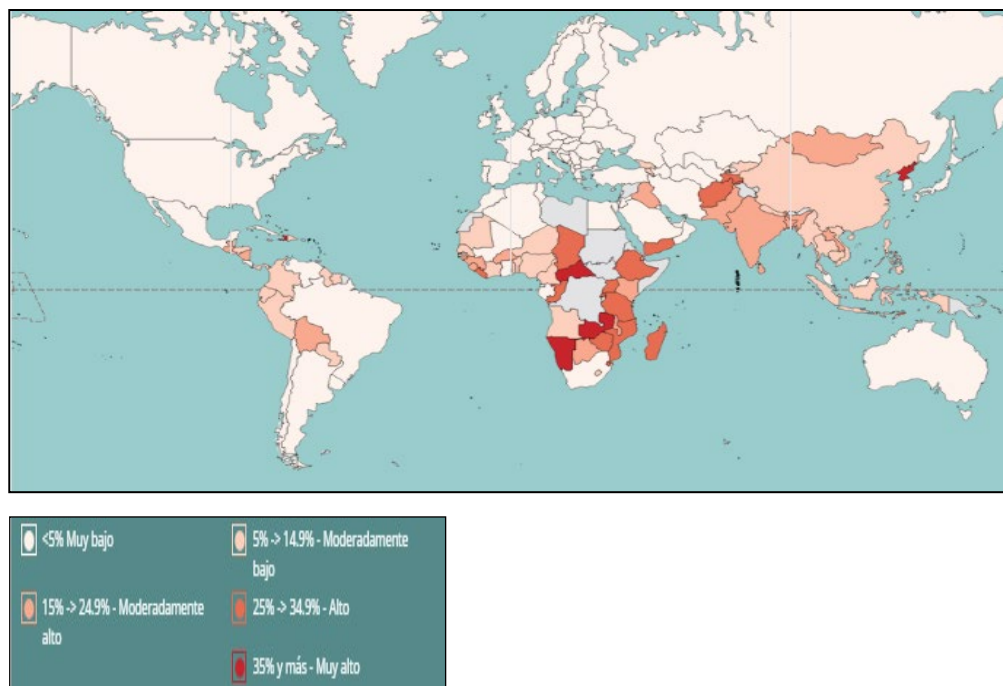 <5% Muy bajo
5% -> 14.9% - Moderadamente
bajo
15% -> 24.9% - Moderadamente
alto
25% -> 34.9% - Alto
35% y más - Muy alto